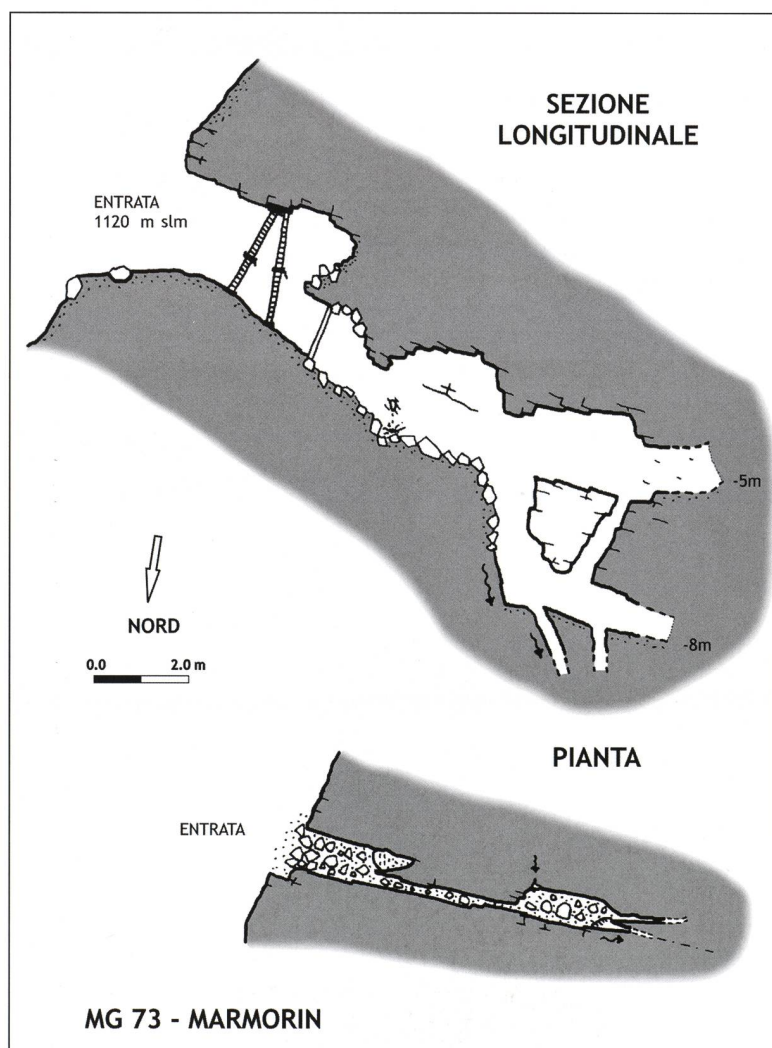 SEZIONE
LONGITUDINALE
ENTRATA
1120 m slm
-5m
NORD
-8m
0.0 2.0 m
PIANTA
ENTRATA
MG 73 - MARMORIN